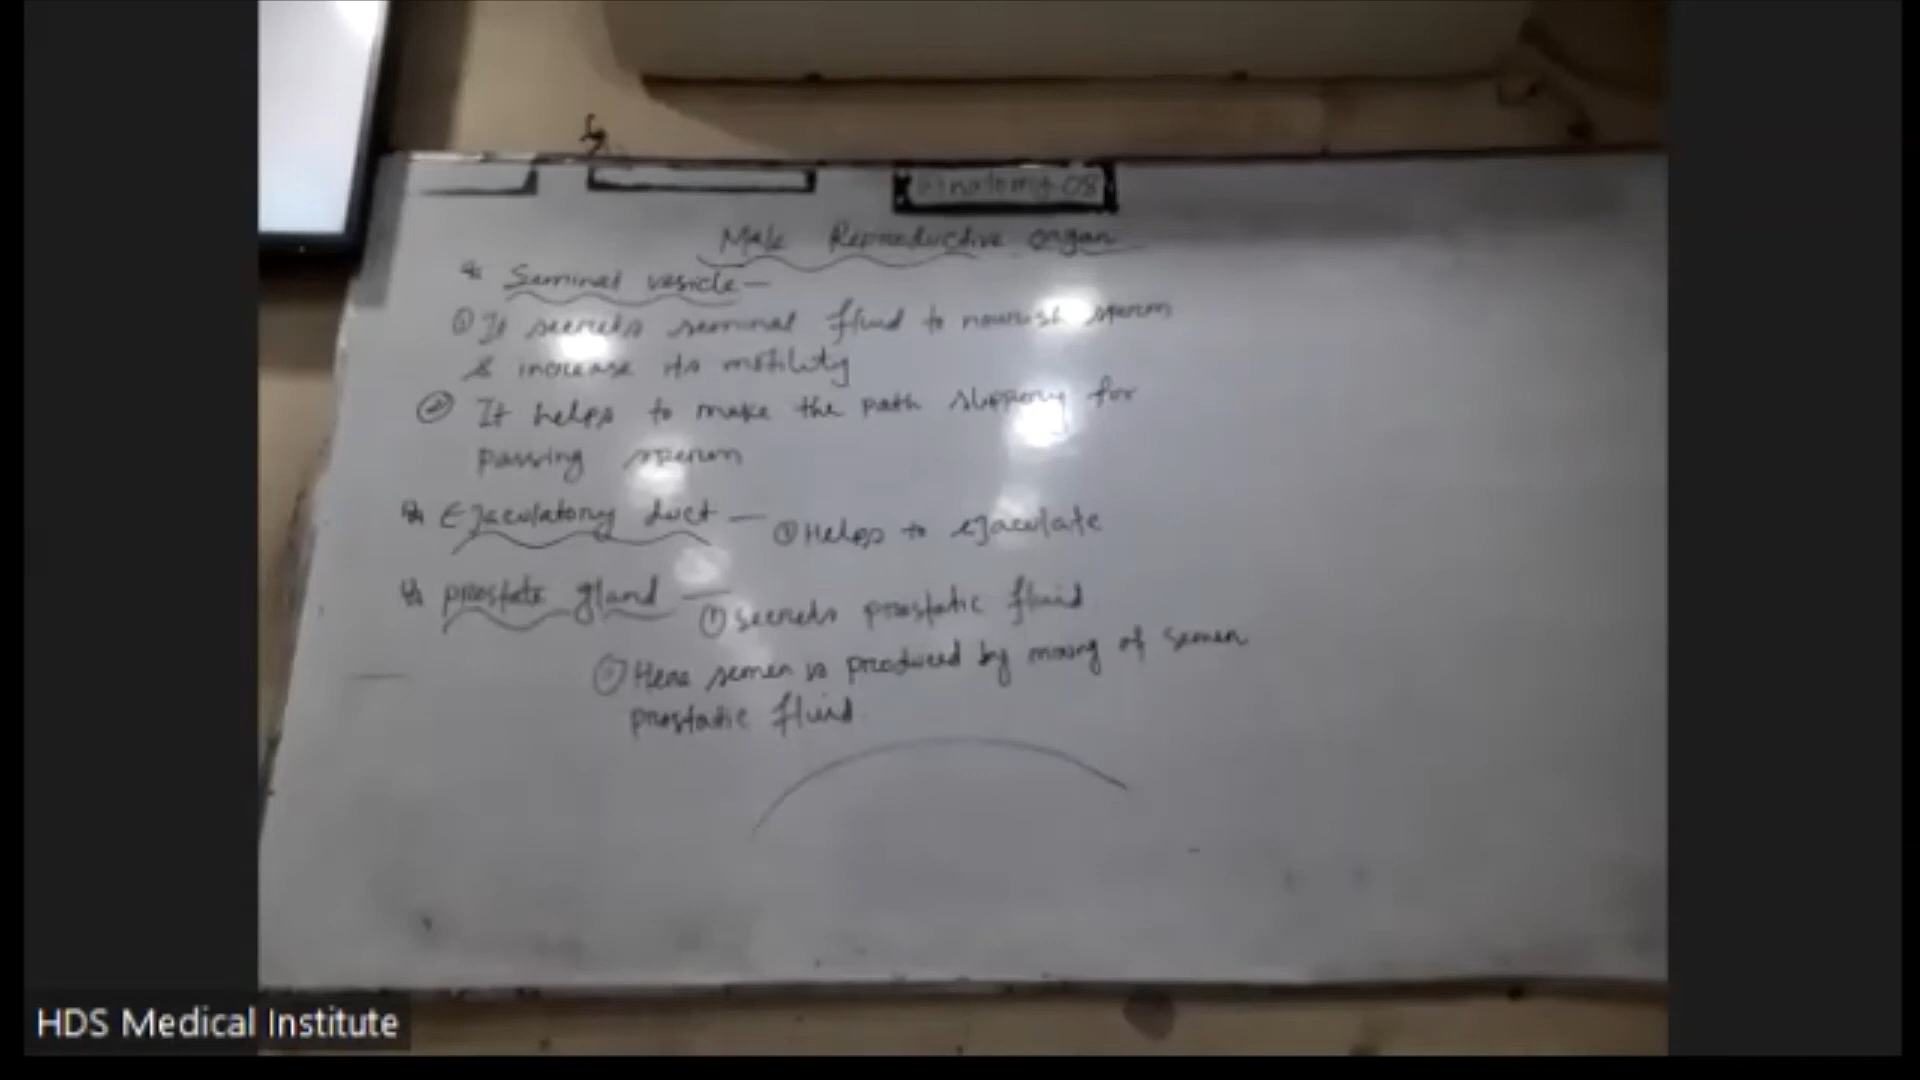 Anatomy-08
Male Reproductive organ
Seminal vesicle —
① It secrets seminal fluid to nourish sperm
& increase its motility
② It helps to make the path slippery for
passing sperm
Ejaculatory duct — ① Helps to ejaculate
prostate gland —
① secrets prostatic fluid
② Here semen is produced by mixing of semen
prostatic fluid
HDS Medical Institute